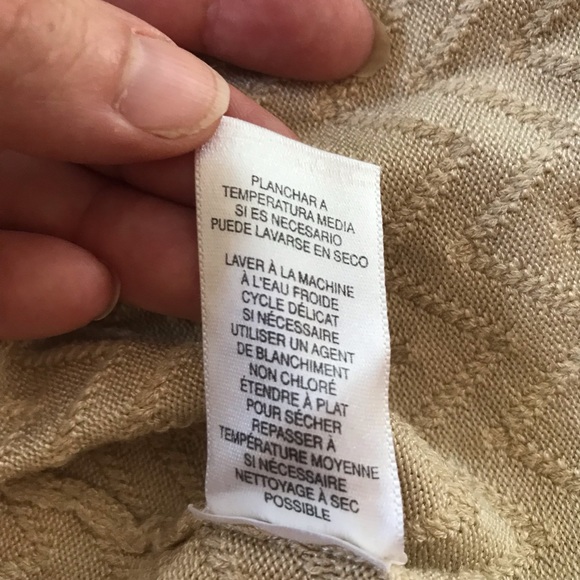 PLANCHAR A
TEMPERATURA MEDIA
SI ES NECESARIO
PUEDE LAVARSE EN SECO
LAVER À LA MACHINE
À L'EAU FROIDE
CYCLE DÉLICAT
SI NÉCESSAIRE
UTILISER UN AGENT
DE BLANCHIMENT
NON CHLORÉ
ÉTENDRE À PLAT
POUR SÉCHER
REPASSER À
TEMPÉRATURE MOYENNE
SI NÉCESSAIRE
NETTOYAGE À SEC
POSSIBLE